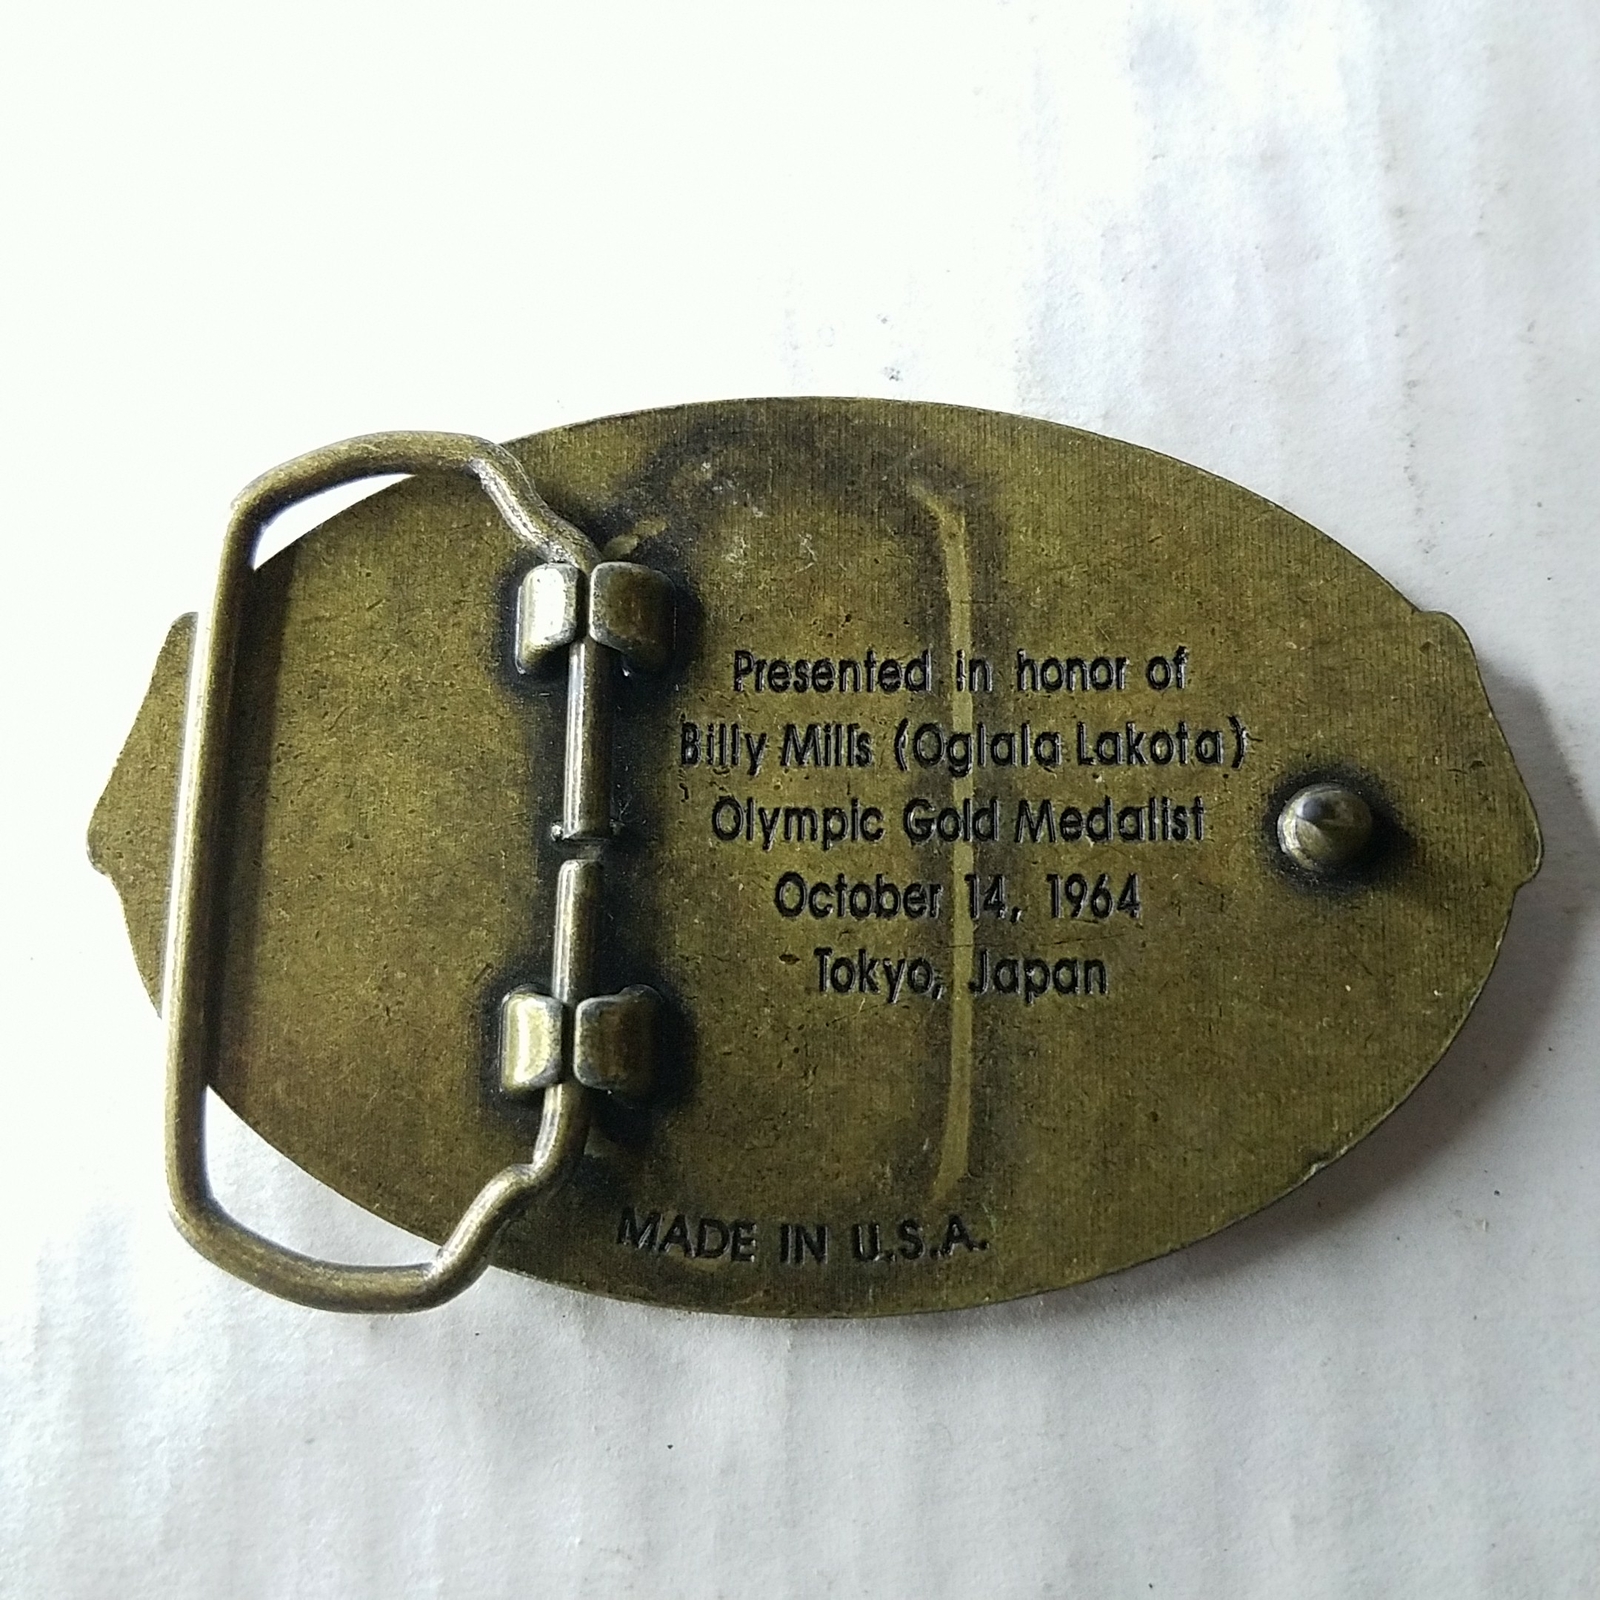 Presented in honor of
Billy Mills (Oglala Lakota)
Olympic Gold Medalist
October 14, 1964
Tokyo, Japan
MADE IN U.S.A.